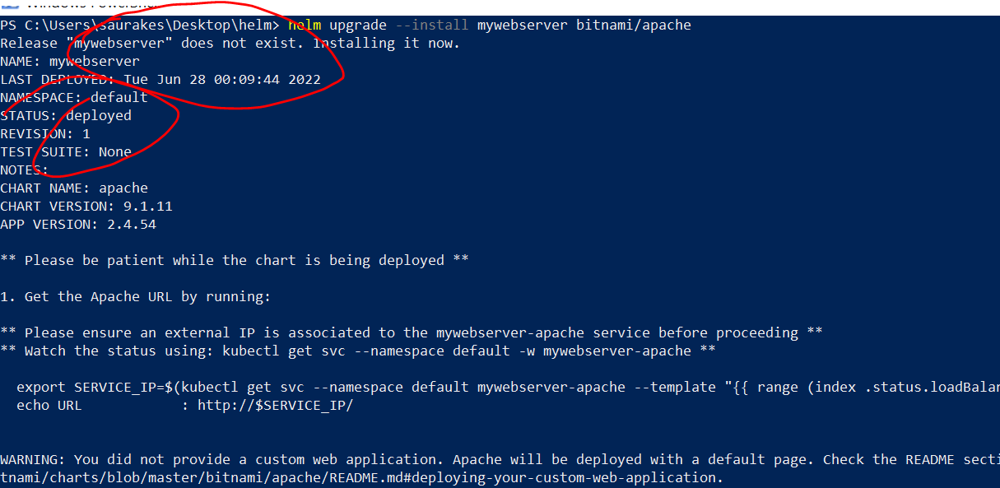 PS C:\Users\saurakes\Desktop\helm> helm upgrade --install mywebserver bitnami/apache
Release "mywebserver" does not exist. Installing it now.
NAME: mywebserver
LAST DEPLOYED: Tue Jun 28 00:09:44 2022
NAMESPACE: default
STATUS: deployed
REVISION: 1
TEST SUITE: None
NOTES:
CHART NAME: apache
CHART VERSION: 9.1.11
APP VERSION: 2.4.54
** Please be patient while the chart is being deployed **
1. Get the Apache URL by running:
** Please ensure an external IP is associated to the mywebserver-apache service before proceeding **
** Watch the status using: kubectl get svc --namespace default -w mywebserver-apache **
export SERVICE_IP=$(kubectl get svc --namespace default mywebserver-apache --template "{{ range (index .status.loadBalan
echo URL            : http://$SERVICE_IP/
WARNING: You did not provide a custom web application. Apache will be deployed with a default page. Check the README secti
tnami/charts/blob/master/bitnami/apache/README.md#deploying-your-custom-web-application.